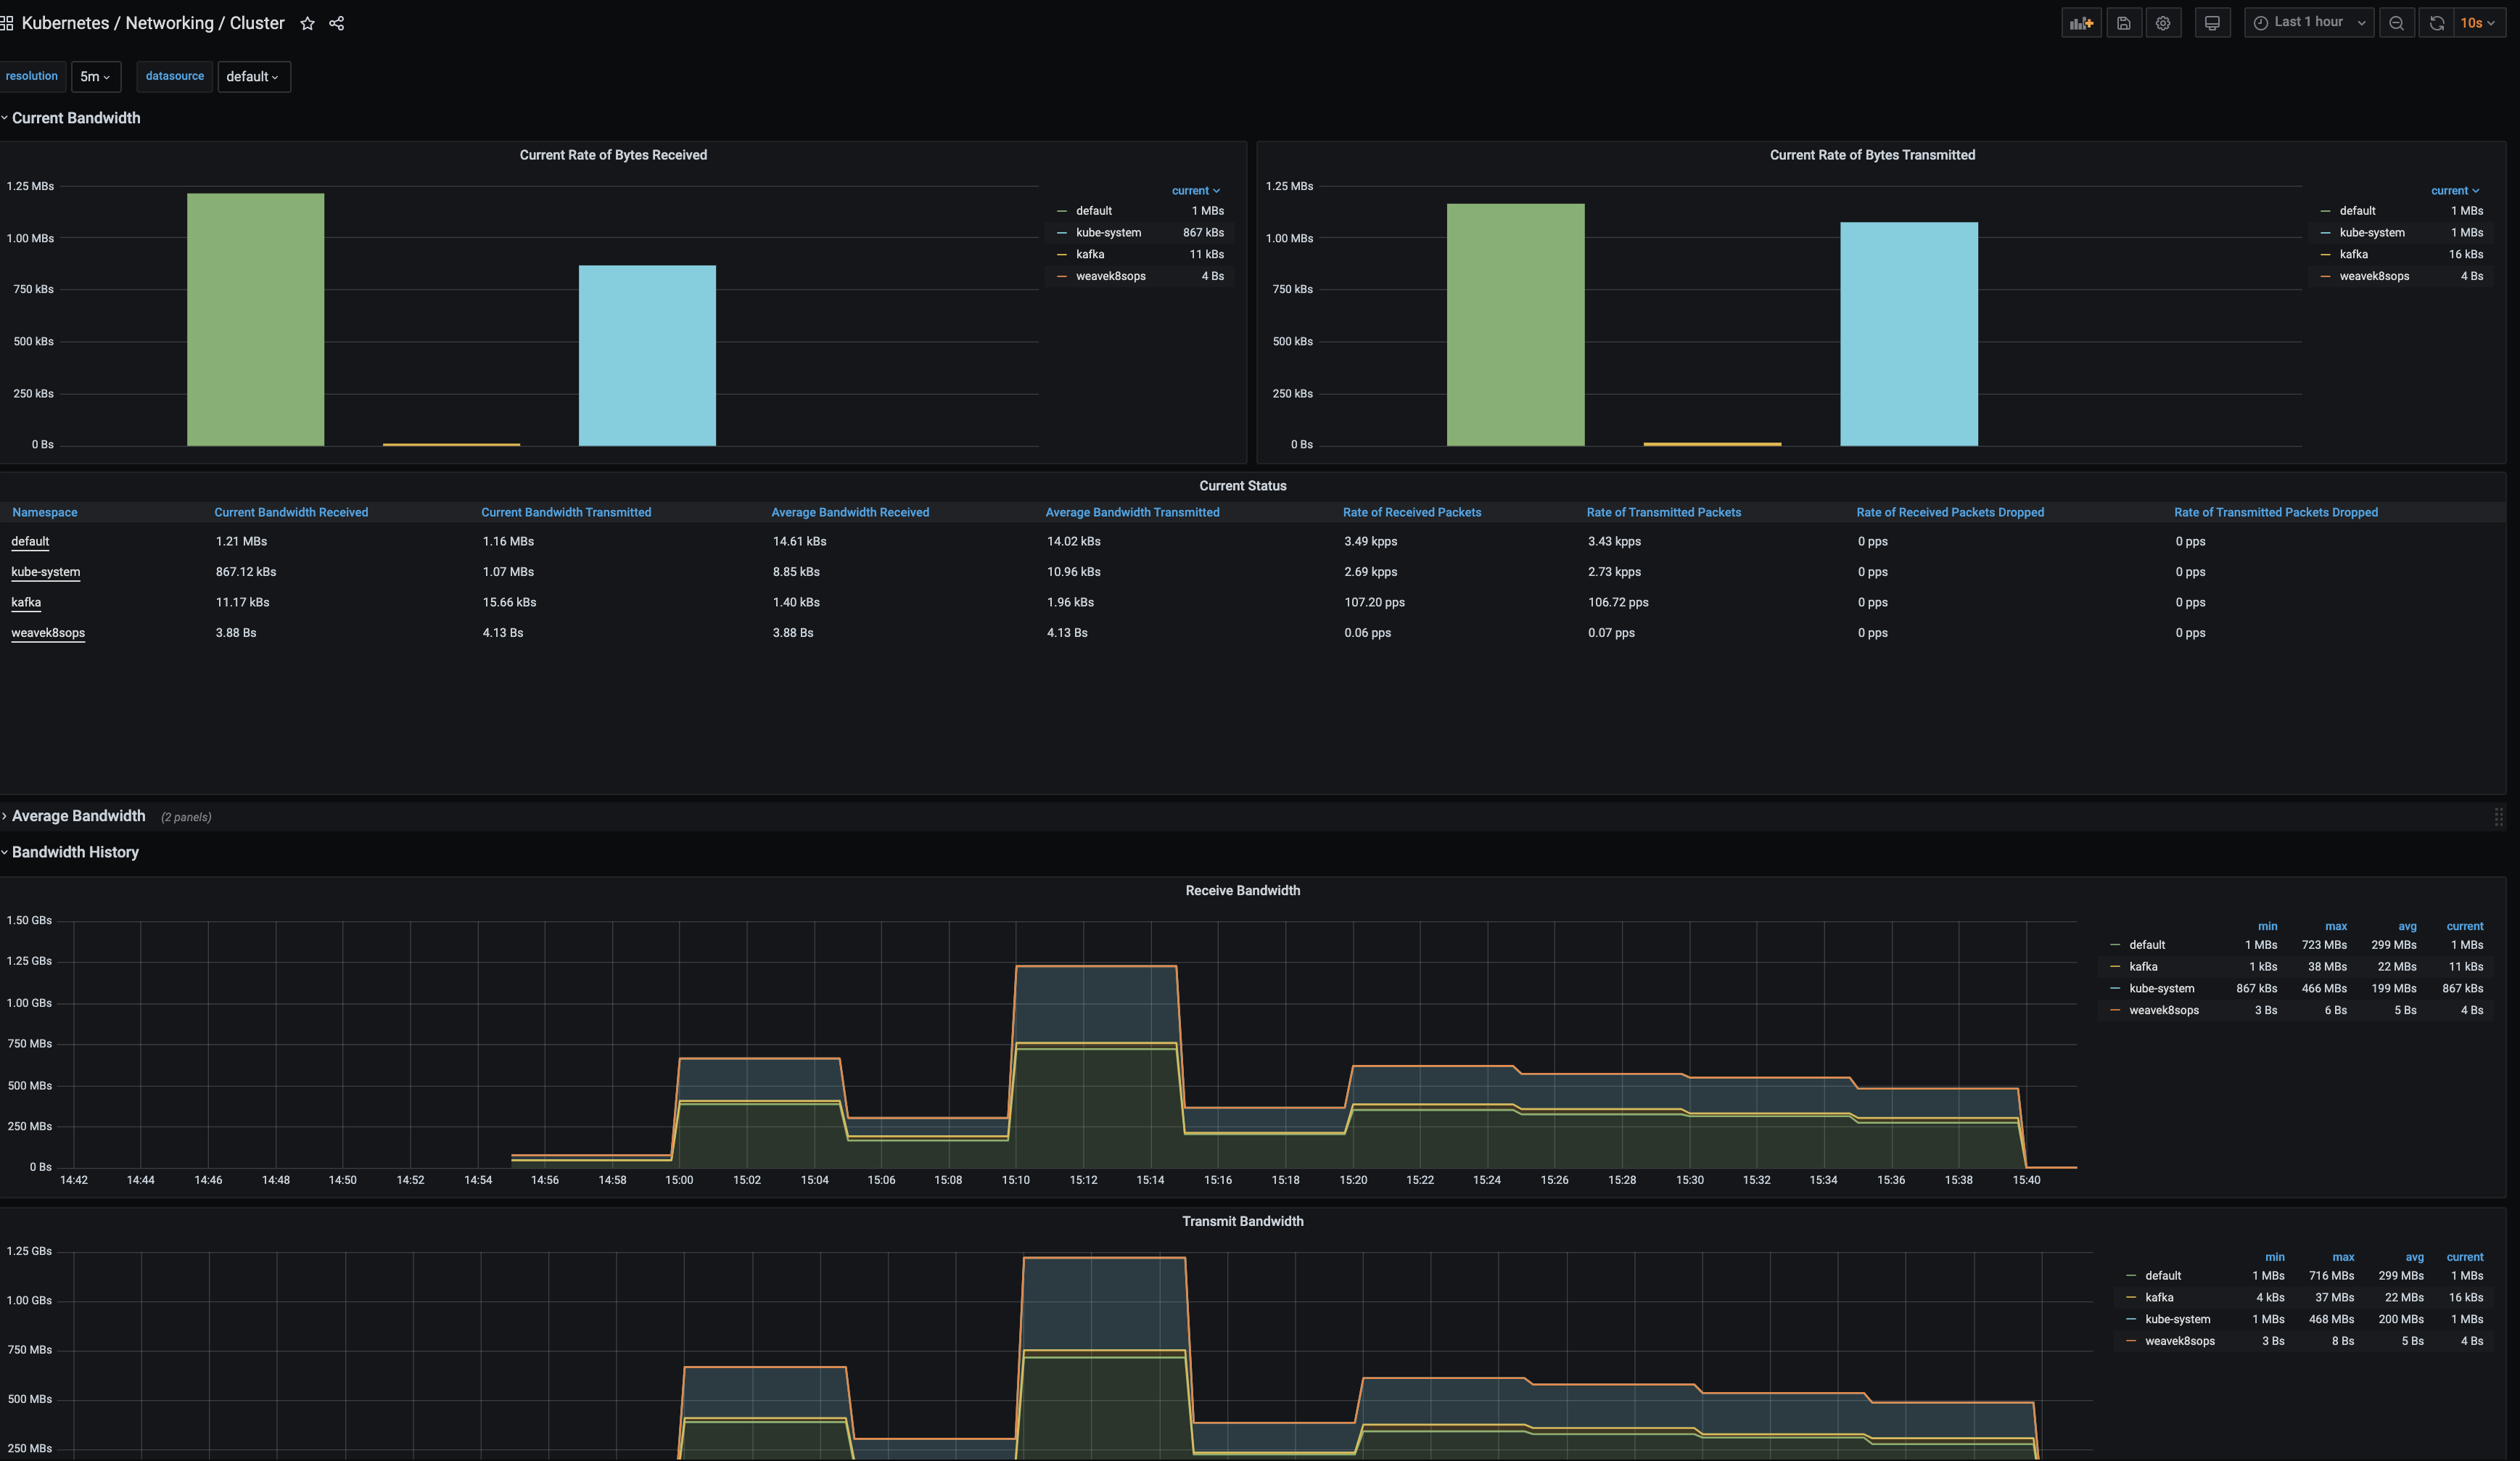 Kubernetes / Networking / Cluster
Last 1 hour
10s
resolution 5m datasource default
Current Bandwidth
Current Rate of Bytes Received
1.25 MBs
1.00 MBs
750 kBs
500 kBs
250 kBs
0 Bs
current
default 1 MBs
kube-system 867 kBs
kafka 11 kBs
weavek8sops 4 Bs
Current Rate of Bytes Transmitted
1.25 MBs
1.00 MBs
750 kBs
500 kBs
250 kBs
0 Bs
current
default 1 MBs
kube-system 1 MBs
kafka 16 kBs
weavek8sops 4 Bs
Current Status
Namespace Current Bandwidth Received Current Bandwidth Transmitted Average Bandwidth Received Average Bandwidth Transmitted Rate of Received Packets Rate of Transmitted Packets Rate of Received Packets Dropped Rate of Transmitted Packets Dropped
default 1.21 MBs 1.16 MBs 14.61 kBs 14.02 kBs 3.49 kpps 3.43 kpps 0 pps 0 pps
kube-system 867.12 kBs 1.07 MBs 8.85 kBs 10.96 kBs 2.69 kpps 2.73 kpps 0 pps 0 pps
kafka 11.17 kBs 15.66 kBs 1.40 kBs 1.96 kBs 107.20 pps 106.72 pps 0 pps 0 pps
weavek8sops 3.88 Bs 4.13 Bs 3.88 Bs 4.13 Bs 0.06 pps 0.07 pps 0 pps 0 pps
Average Bandwidth (2 panels)
Bandwidth History
Receive Bandwidth
1.50 GBs
1.25 GBs
1.00 GBs
750 MBs
500 MBs
250 MBs
0 Bs
14:42 14:44 14:46 14:48 14:50 14:52 14:54 14:56 14:58 15:00 15:02 15:04 15:06 15:08 15:10 15:12 15:14 15:16 15:18 15:20 15:22 15:24 15:26 15:28 15:30 15:32 15:34 15:36 15:38 15:40
min max avg current
default 1 MBs 723 MBs 299 MBs 1 MBs
kafka 1 kBs 38 MBs 22 MBs 11 kBs
kube-system 867 kBs 466 MBs 199 MBs 867 kBs
weavek8sops 3 Bs 6 Bs 5 Bs 4 Bs
Transmit Bandwidth
1.25 GBs
1.00 GBs
750 MBs
500 MBs
250 MBs
min max avg current
default 1 MBs 716 MBs 299 MBs 1 MBs
kafka 4 kBs 37 MBs 22 MBs 16 kBs
kube-system 1 MBs 468 MBs 200 MBs 1 MBs
weavek8sops 3 Bs 8 Bs 5 Bs 4 Bs